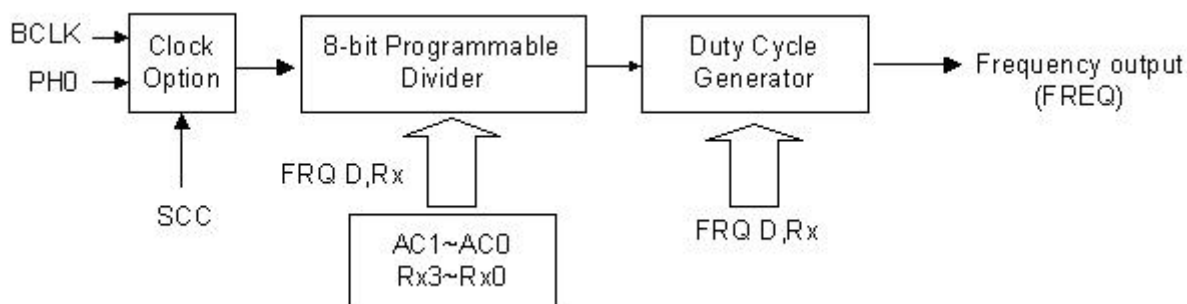 BCLK
PH0
Clock
Option
8-bit Programmable
Divider
Duty Cycle
Generator
Frequency output
(FREQ)
SCC
FRQ D,Rx
AC1~AC0
Rx3~Rx0
FRQ D,Rx